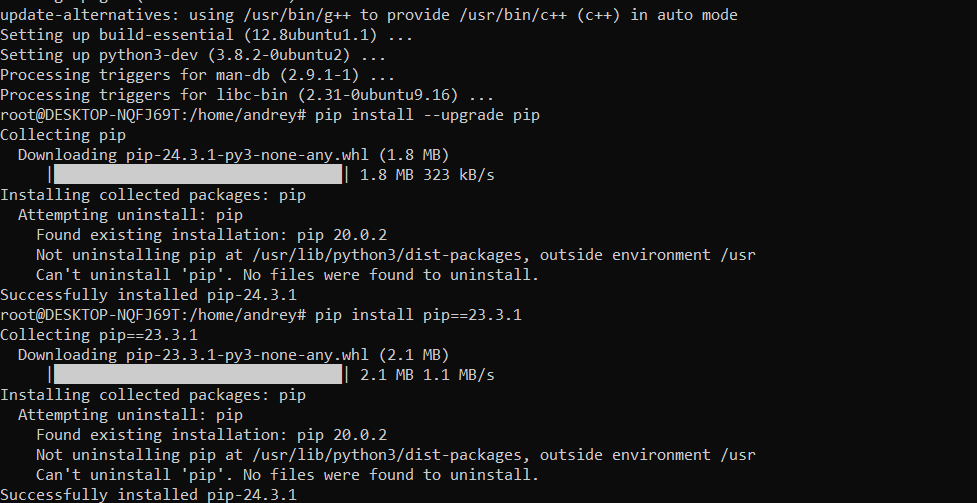 update-alternatives: using /usr/bin/g++ to provide /usr/bin/c++ (c++) in auto mode
Setting up build-essential (12.8ubuntu1.1) ...
Setting up python3-dev (3.8.2-0ubuntu2) ...
Processing triggers for man-db (2.9.1-1) ...
Processing triggers for libc-bin (2.31-0ubuntu9.16) ...
root@DESKTOP-NQFJ69T:/home/andrey# pip install --upgrade pip
Collecting pip
  Downloading pip-24.3.1-py3-none-any.whl (1.8 MB)
     |████████████████████████████████| 1.8 MB 323 kB/s
Installing collected packages: pip
  Attempting uninstall: pip
    Found existing installation: pip 20.0.2
    Not uninstalling pip at /usr/lib/python3/dist-packages, outside environment /usr
    Can't uninstall 'pip'. No files were found to uninstall.
Successfully installed pip-24.3.1
root@DESKTOP-NQFJ69T:/home/andrey# pip install pip==23.3.1
Collecting pip==23.3.1
  Downloading pip-23.3.1-py3-none-any.whl (2.1 MB)
     |████████████████████████████████| 2.1 MB 1.1 MB/s
Installing collected packages: pip
  Attempting uninstall: pip
    Found existing installation: pip 20.0.2
    Not uninstalling pip at /usr/lib/python3/dist-packages, outside environment /usr
    Can't uninstall 'pip'. No files were found to uninstall.
Successfully installed pip-24.3.1